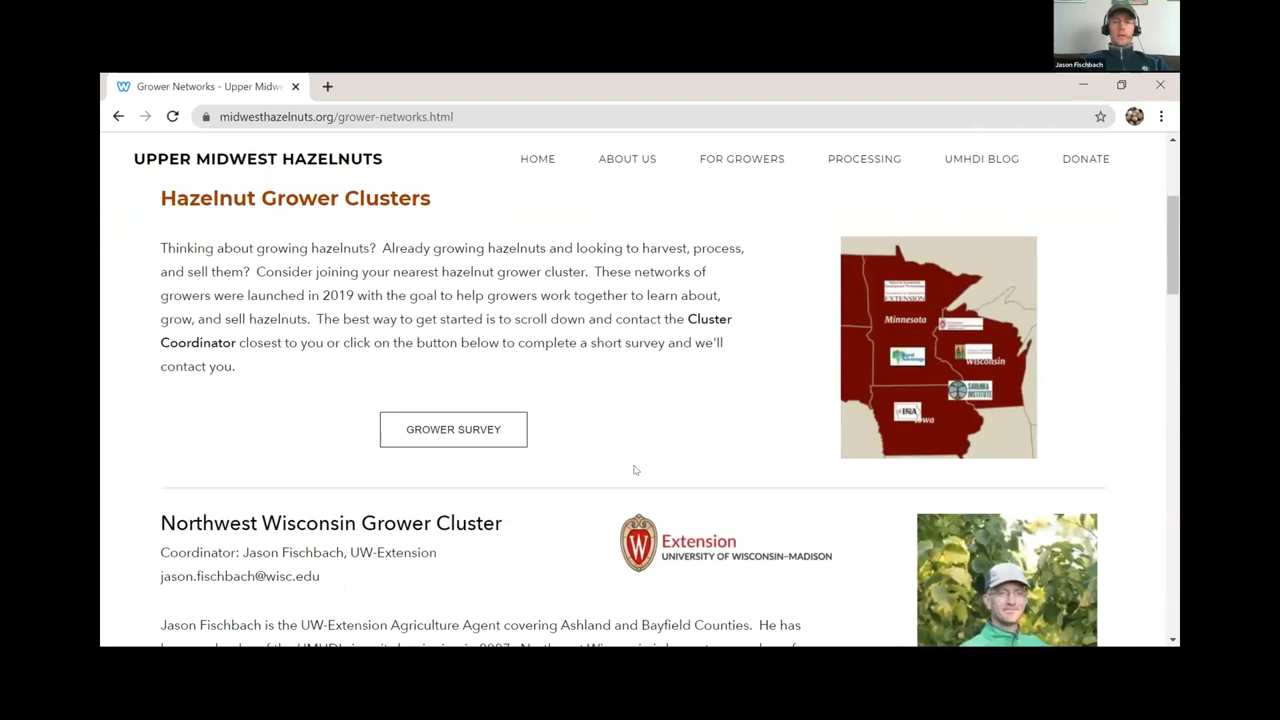 Jason Fischbach
Grower Networks - Upper Midw
midwesthazelnuts.org/grower-networks.html
UPPER MIDWEST HAZELNUTS
HOME
ABOUT US
FOR GROWERS
PROCESSING
UMHDI BLOG
DONATE
Hazelnut Grower Clusters
Thinking about growing hazelnuts? Already growing hazelnuts and looking to harvest, process,
and sell them? Consider joining your nearest hazelnut grower cluster. These networks of
growers were launched in 2019 with the goal to help growers work together to learn about,
grow, and sell hazelnuts. The best way to get started is to scroll down and contact the Cluster
Coordinator closest to you or click on the button below to complete a short survey and we'll
contact you.
GROWER SURVEY
EXTENSION
Minnesota
Wisconsin
SAVANNA
INSTITUTE
Northwest Wisconsin Grower Cluster
Coordinator: Jason Fischbach, UW-Extension
jason.fischbach@wisc.edu
W
Extension
UNIVERSITY OF WISCONSIN–MADISON
Jason Fischbach is the UW-Extension Agriculture Agent covering Ashland and Bayfield Counties. He has